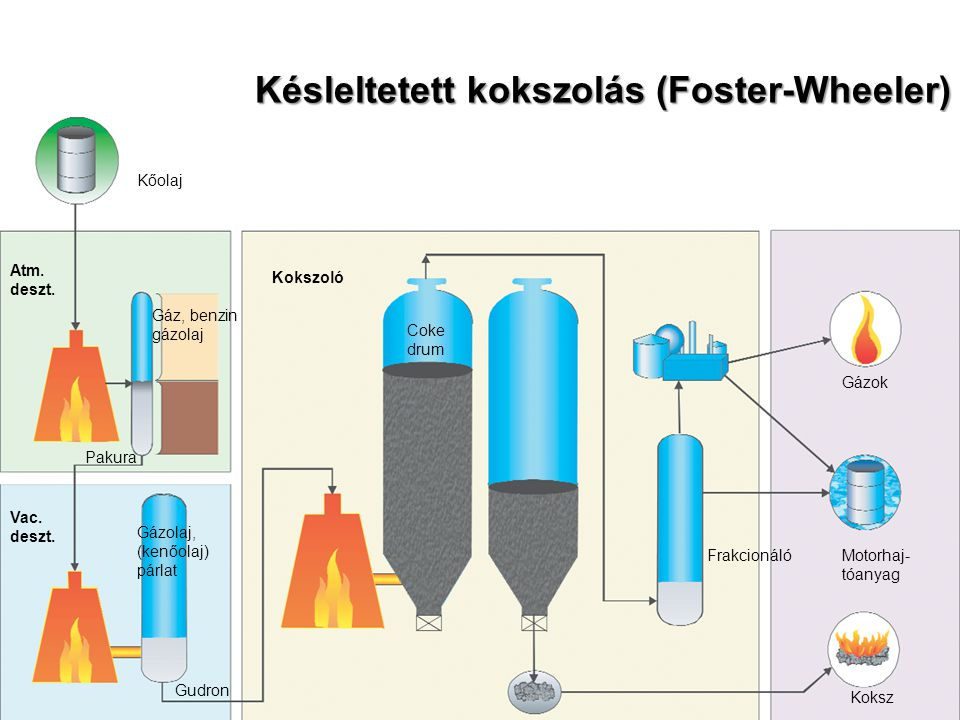 Késleltetett kokszolás (Foster-Wheeler)
Kőolaj
Atm.
deszt.
Gáz, benzin
gázolaj
Pakura
Vac.
deszt.
Gázolaj,
(kenőolaj)
párlat
Gudron
Kokszoló
Coke
drum
Frakcionáló
Gázok
Motorhaj-
tóanyag
Koksz